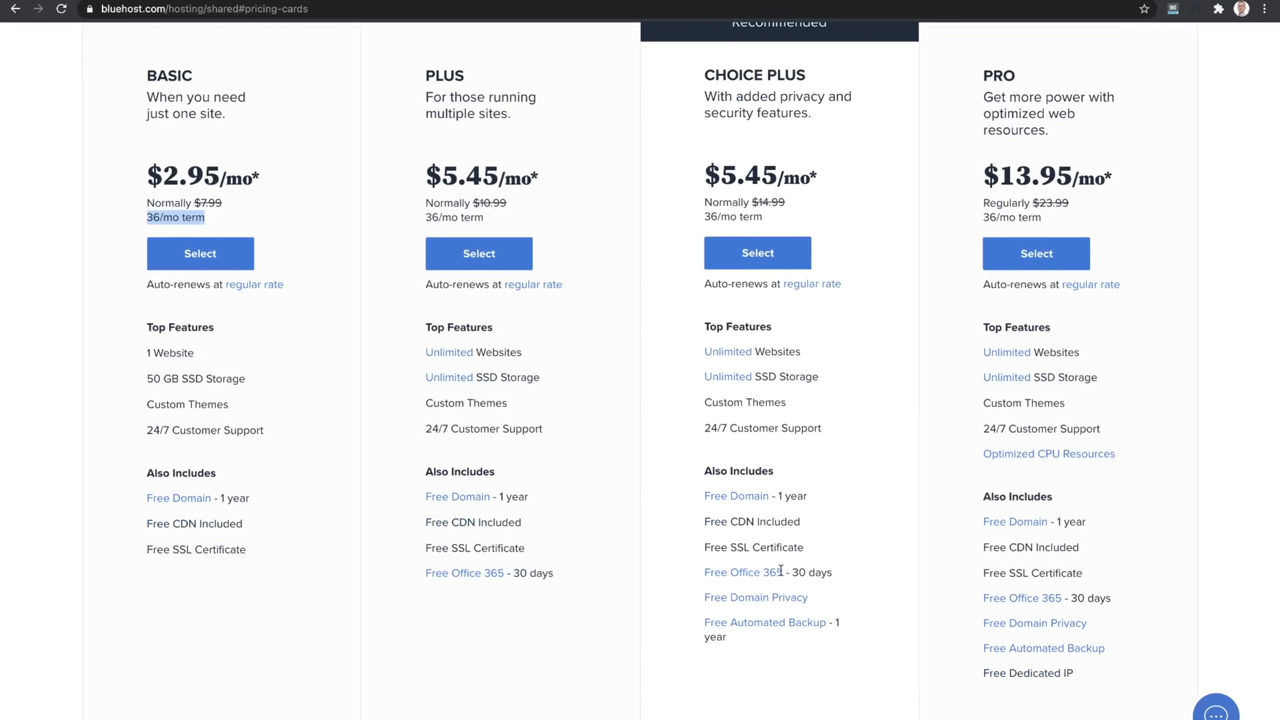 bluehost.com/hosting/shared#pricing-cards
90
Recommended
BASIC
When you need
just one site.
$2.95/mo*
Normally $7.99
36/mo term
Select
Auto-renews at regular rate
Top Features
1 Website
50 GB SSD Storage
Custom Themes
24/7 Customer Support
Also Includes
Free Domain - 1 year
Free CDN Included
Free SSL Certificate
PLUS
For those running
multiple sites.
$5.45/mo*
Normally $10.99
36/mo term
Select
Auto-renews at regular rate
Top Features
Unlimited Websites
Unlimited SSD Storage
Custom Themes
24/7 Customer Support
Also Includes
Free Domain - 1 year
Free CDN Included
Free SSL Certificate
Free Office 365 - 30 days
CHOICE PLUS
With added privacy and
security features.
$5.45/mo*
Normally $14.99
36/mo term
Select
Auto-renews at regular rate
Top Features
Unlimited Websites
Unlimited SSD Storage
Custom Themes
24/7 Customer Support
Also Includes
Free Domain - 1 year
Free CDN Included
Free SSL Certificate
Free Office 365 - 30 days
Free Domain Privacy
Free Automated Backup - 1
year
PRO
Get more power with
optimized web
resources.
$13.95/mo*
Regularly $23.99
36/mo term
Select
Auto-renews at regular rate
Top Features
Unlimited Websites
Unlimited SSD Storage
Custom Themes
24/7 Customer Support
Optimized CPU Resources
Also Includes
Free Domain - 1 year
Free CDN Included
Free SSL Certificate
Free Office 365 - 30 days
Free Domain Privacy
Free Automated Backup
Free Dedicated IP